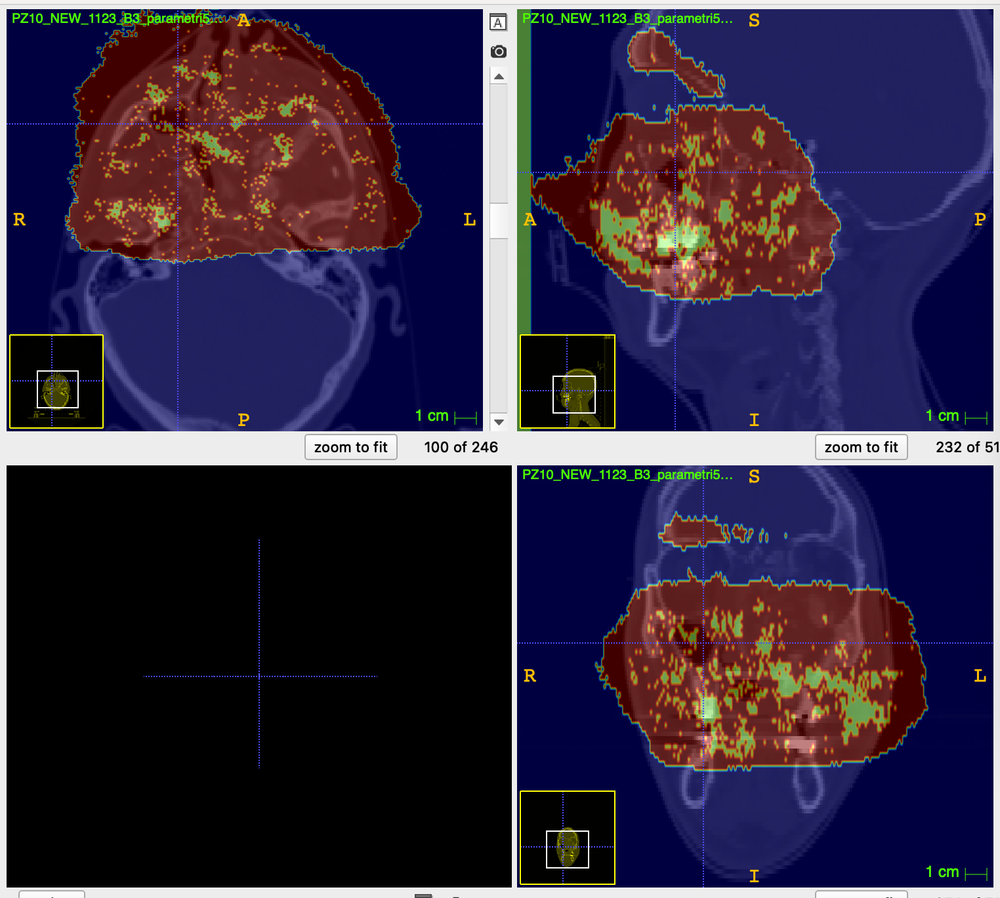 PZ10_NEW_1123_B3_parametri5...
A
A
R
L
P
1 cm
zoom to fit
100 of 246
PZ10_NEW_1123_B3_parametri5...
S
A
P
I
1 cm
zoom to fit
232 of 51
PZ10_NEW_1123_B3_parametri5...
S
R
L
I
1 cm